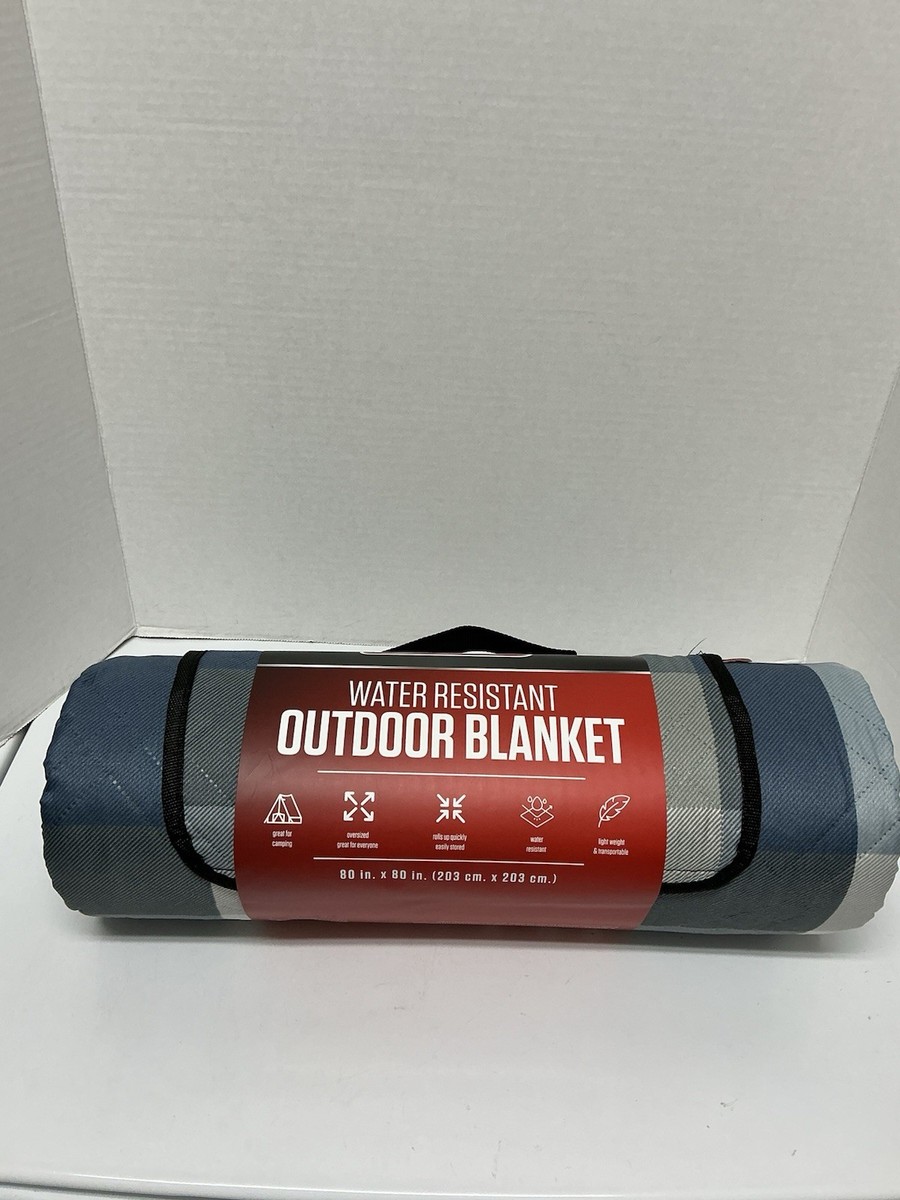 WATER RESISTANT
OUTDOOR BLANKET
great for
camping
oversized
great for everyone
rolls up quickly
easily stored
water
resistant
light weight
& transportable
80 in. x 80 in. (203 cm. x 203 cm.)